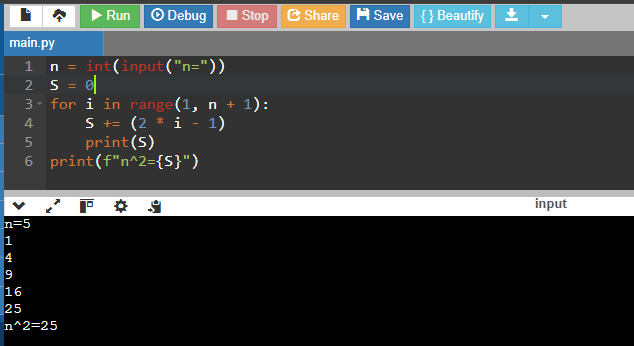 Run Debug Stop Share Save { } Beautify
main.py
1 n = int(input("n="))
2 S = 0
3 for i in range(1, n + 1):
4     S += (2 * i - 1)
5     print(S)
6 print(f"n^2={S}")
input
n=5
1
4
9
16
25
n^2=25